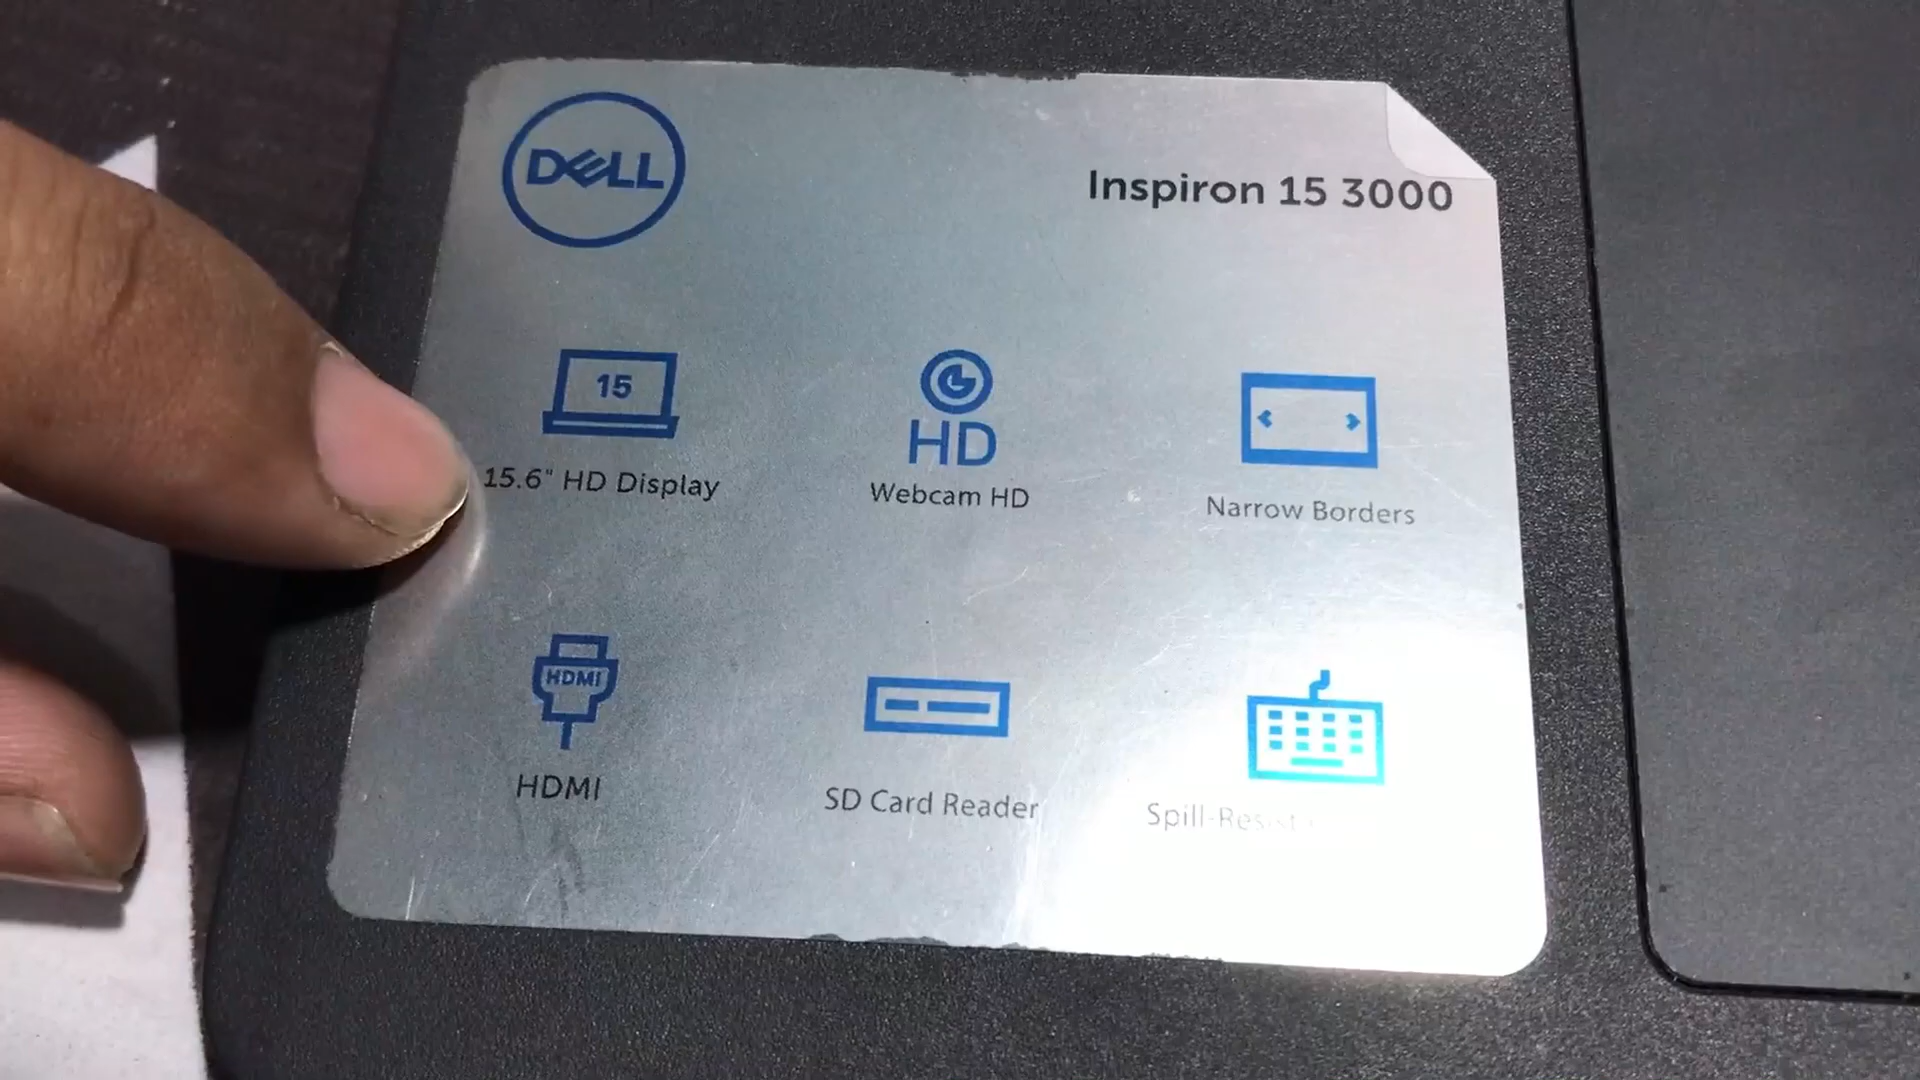 DELL
Inspiron 15 3000
15
HD
15.6" HD Display
Webcam HD
Narrow Borders
HDMI
HDMI
SD Card Reader